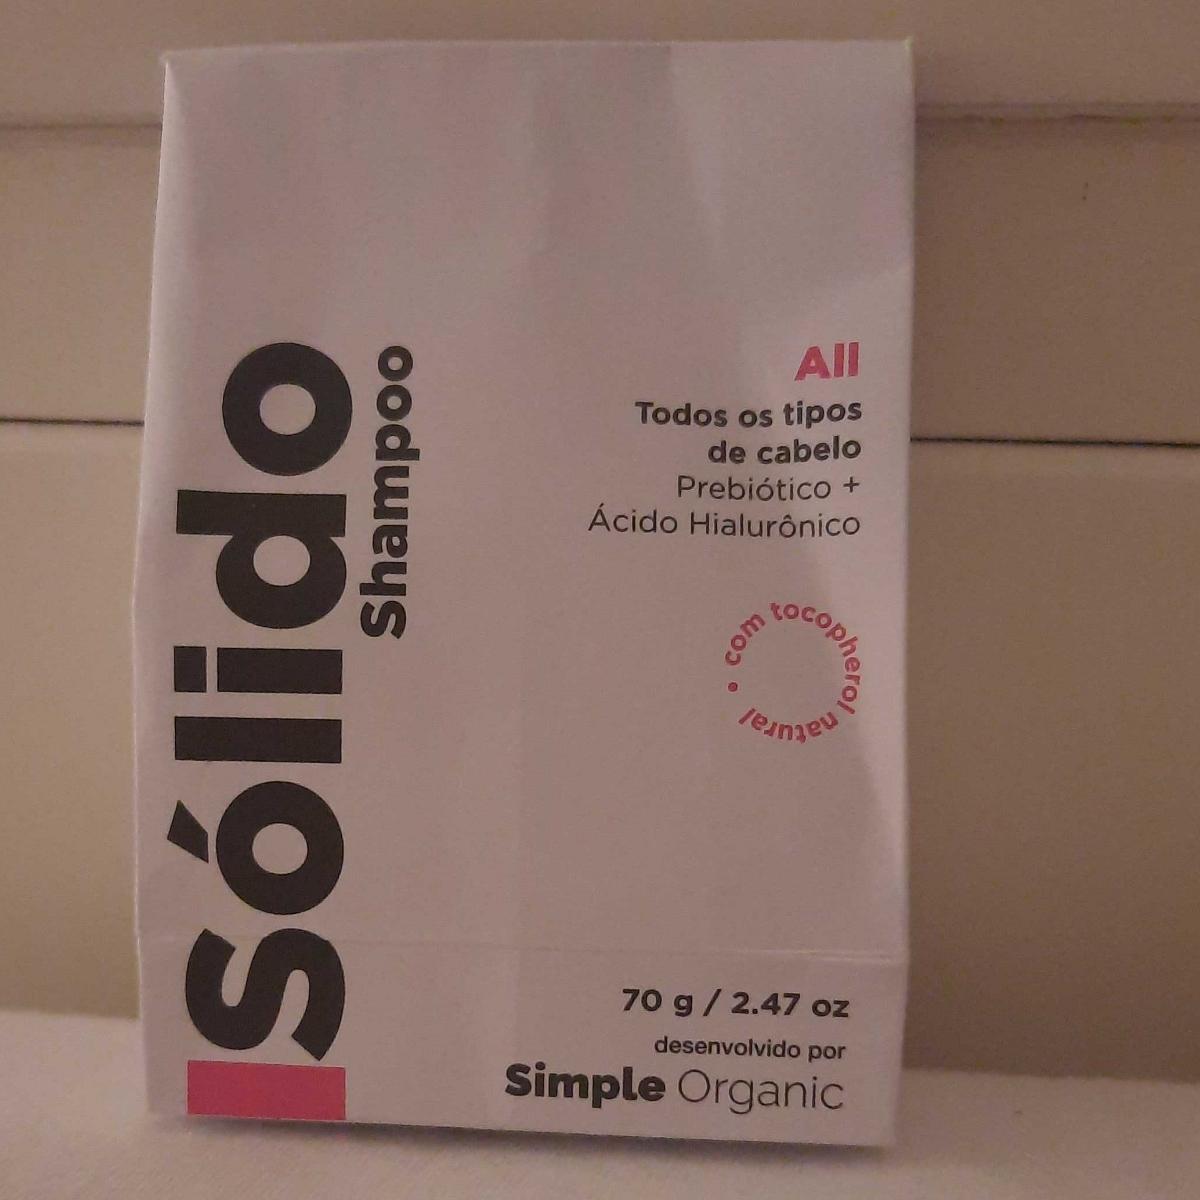 Sólido
Shampoo
All
Todos os tipos
de cabelo
Prebiótico +
Ácido Hialurônico
com tocopherol natural •
70 g / 2.47 oz
desenvolvido por
Simple Organic